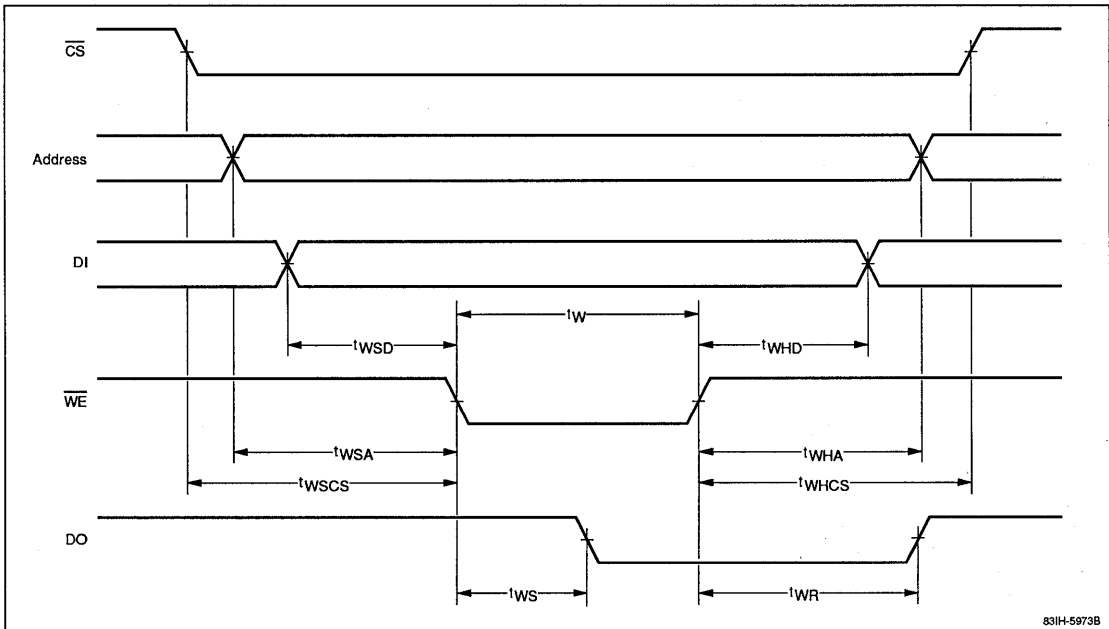 CS
Address
DI
tW
tWSD
tWHD
WE
tWSA
tWHA
tWSCS
tWHCS
DO
tWS
tWR
83IH-5973B